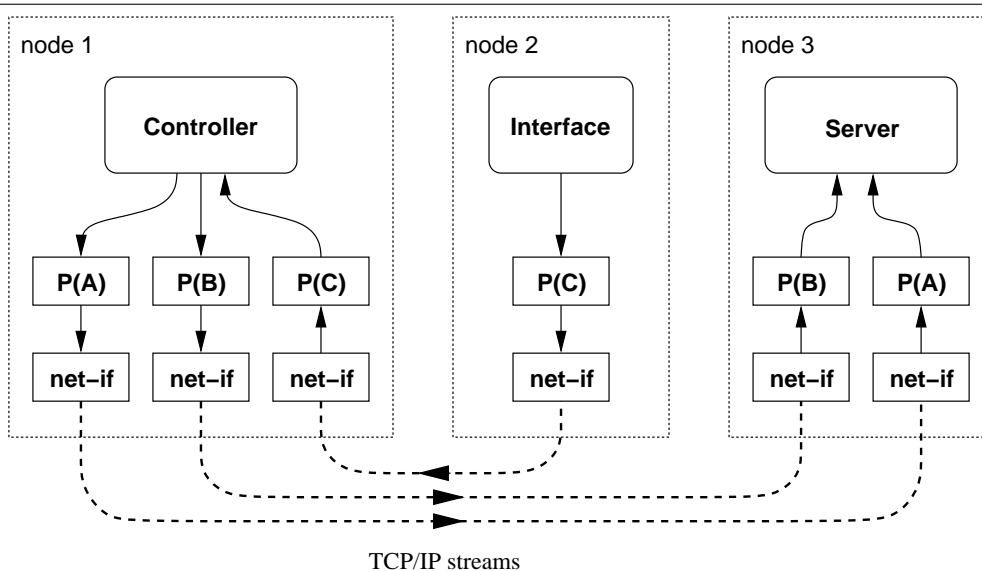 node 1
node 2
node 3
Controller
Interface
Server
P(A) P(B) P(C)
P(C)
P(B) P(A)
net−if net−if net−if
net−if
net−if net−if
TCP/IP streams